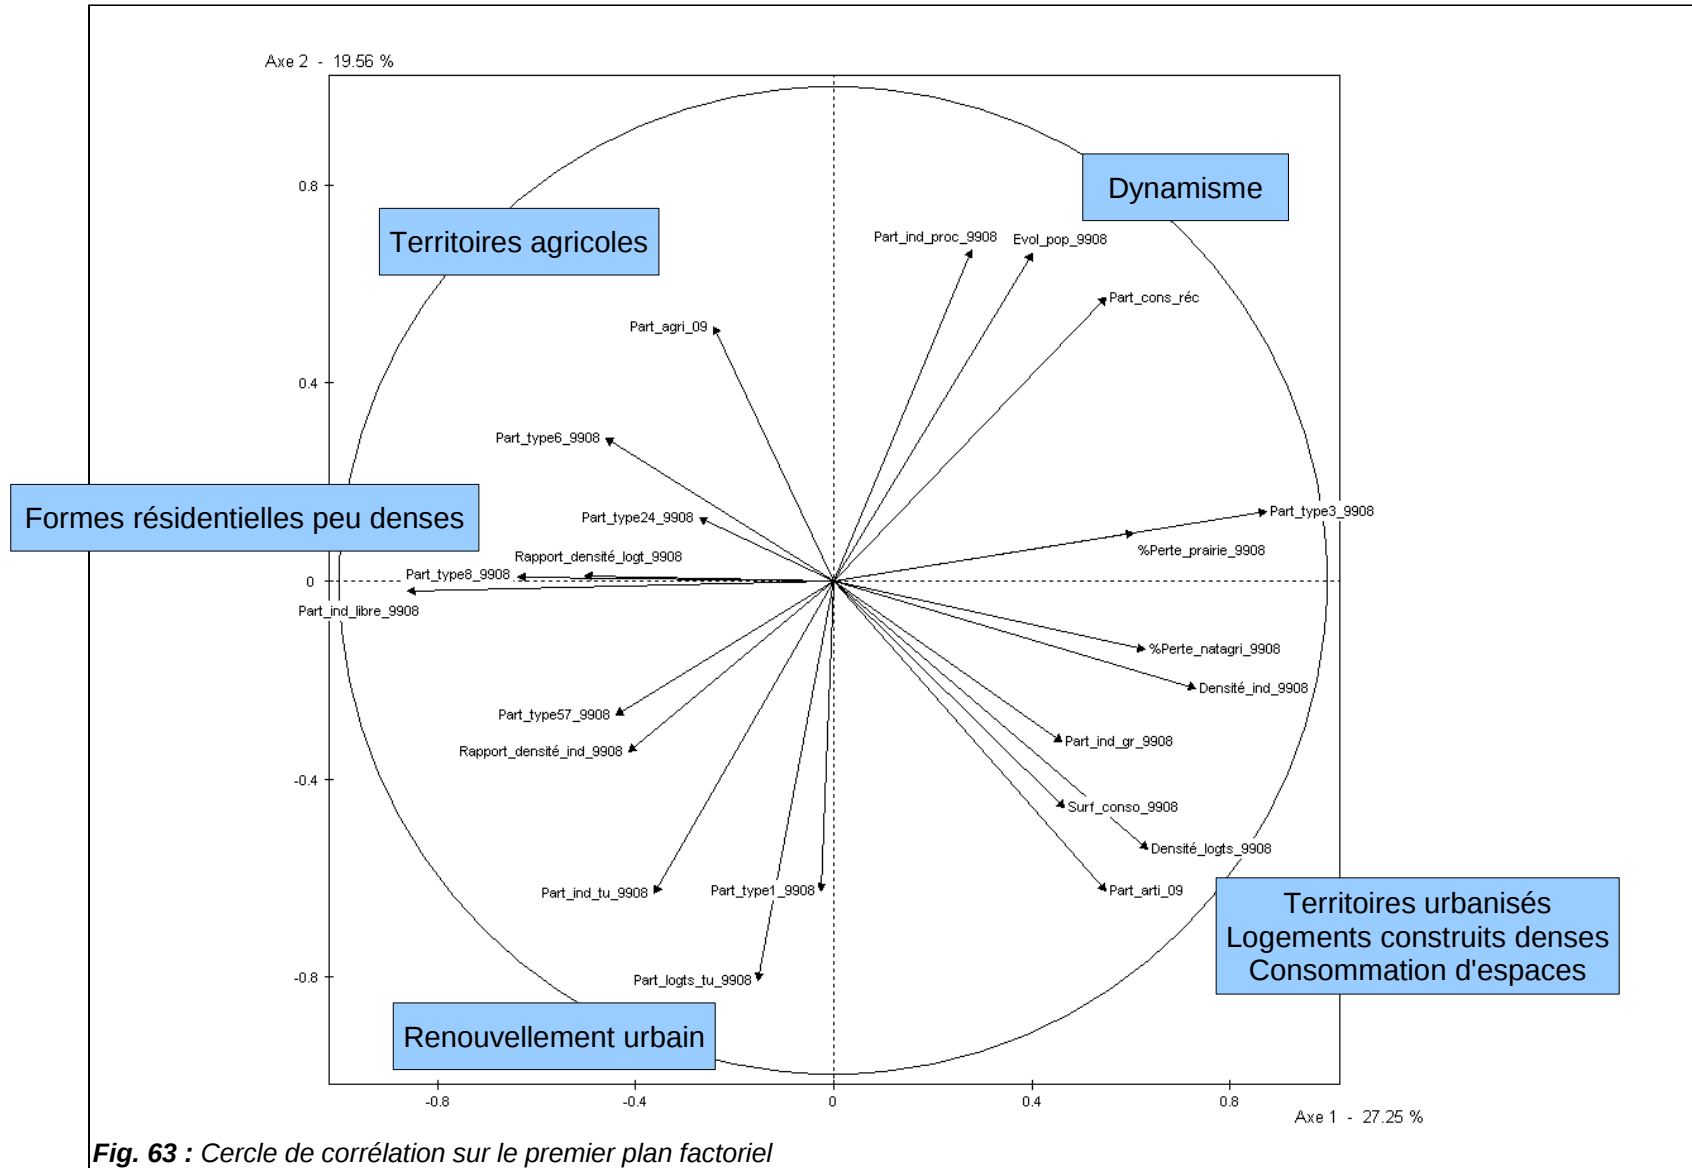 Axe 2 - 19.56 %
Dynamisme
Territoires agricoles
Part_ind_proc_9908
Evol_pop_9908
Part_cons_réc
Part_agri_09
Part_type6_9908
Formes résidentielles peu denses
Part_type24_9908
Part_type3_9908
%Perte_prairie_9908
Rapport_densité_logt_9908
Part_type8_9908
Part_ind_libre_9908
%Perte_natagri_9908
Densité_ind_9908
Part_type57_9908
Rapport_densité_ind_9908
Part_ind_gr_9908
Surf_conso_9908
Densité_logts_9908
Part_ind_tu_9908
Part_type1_9908
Part_arti_09
Territoires urbanisés
Logements construits denses
Consommation d'espaces
Part_logts_tu_9908
Renouvellement urbain
0.8
0.4
0
-0.4
-0.8
-0.8
-0.4
0
0.4
0.8
Axe 1 - 27.25 %
Fig. 63 : Cercle de corrélation sur le premier plan factoriel